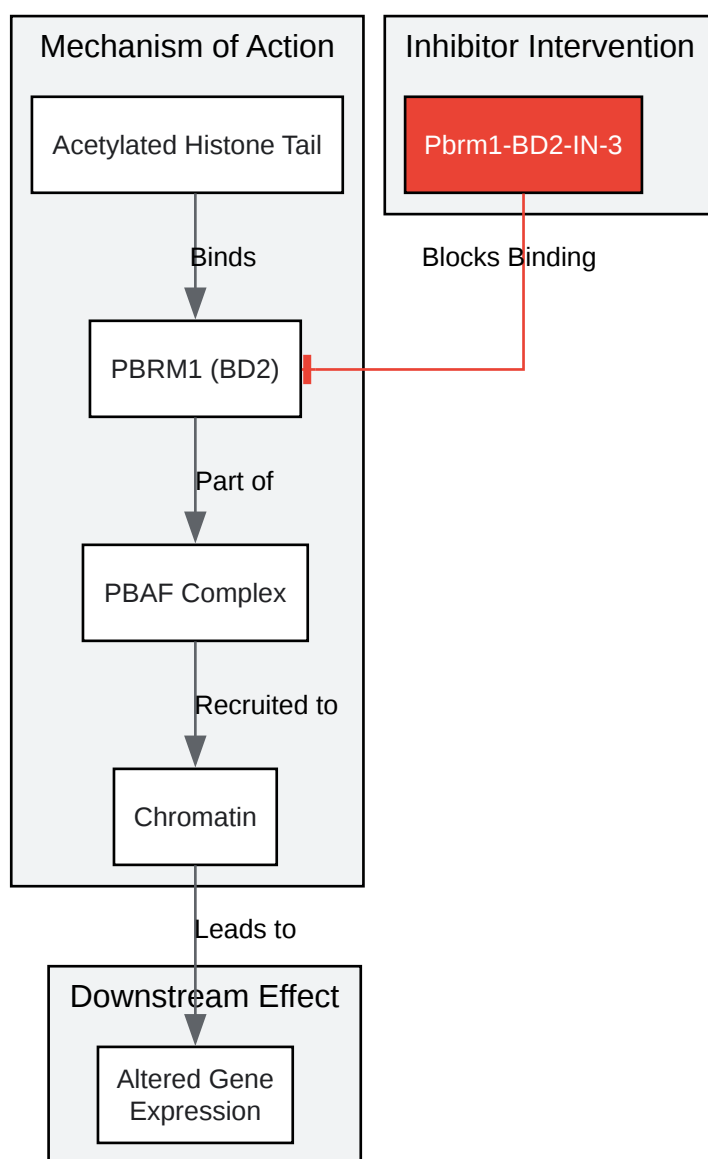 Mechanism of Action
Inhibitor Intervention
Acetylated Histone Tail
Pbrm1-BD2-IN-3
Binds
Blocks Binding
PBRM1 (BD2)
Part of
PBAF Complex
Recruited to
Chromatin
Leads to
Downstream Effect
Altered Gene
Expression